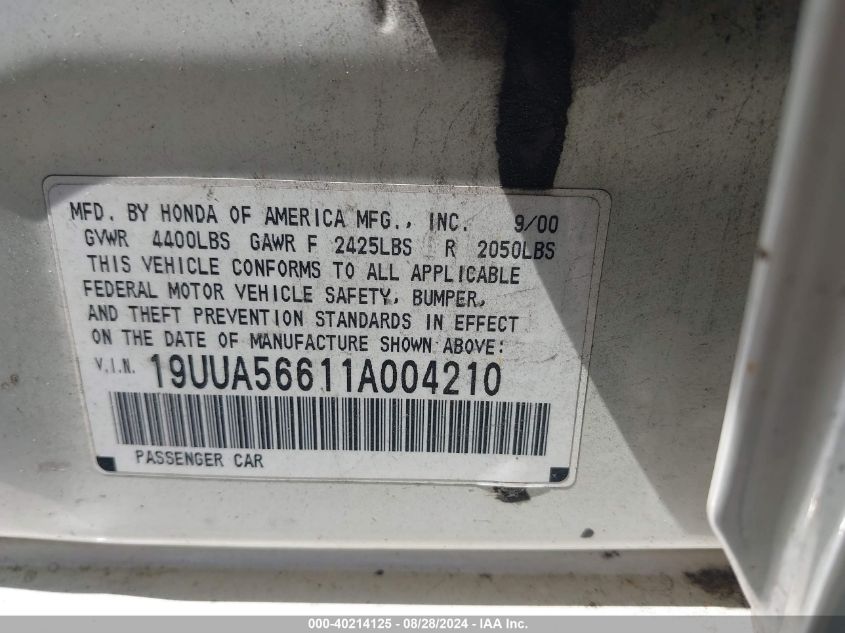 MFD. BY HONDA OF AMERICA MFG., INC. 9/00
GVWR 4400LBS GAWR F 2425LBS R 2050LBS
THIS VEHICLE CONFORMS TO ALL APPLICABLE
FEDERAL MOTOR VEHICLE SAFETY, BUMPER,
AND THEFT PREVENTION STANDARDS IN EFFECT
ON THE DATE OF MANUFACTURE SHOWN ABOVE:
V.I.N. 19UUA56611A004210
PASSENGER CAR
000-40214125 - 08/28/2024 - IAA Inc.